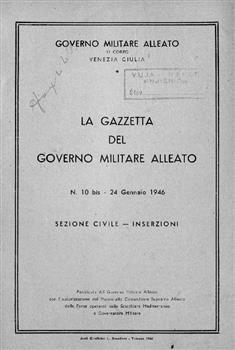 GOVERNO MILITARE ALLEATO
13 CORPO
VENEZIA GIULIA
LA GAZZETTA
DEL
GOVERNO MILITARE ALLEATO
N. 10 bis - 24 Gennaio 1946
SEZIONE CIVILE — INSERZIONI
Pubblicata dal Governo Militare Alleato
con l'autorizzazione del Maresciallo Comandante Supremo Alleato
delle Forze operanti nello Scacchiere Mediterraneo
e Governatore Militare